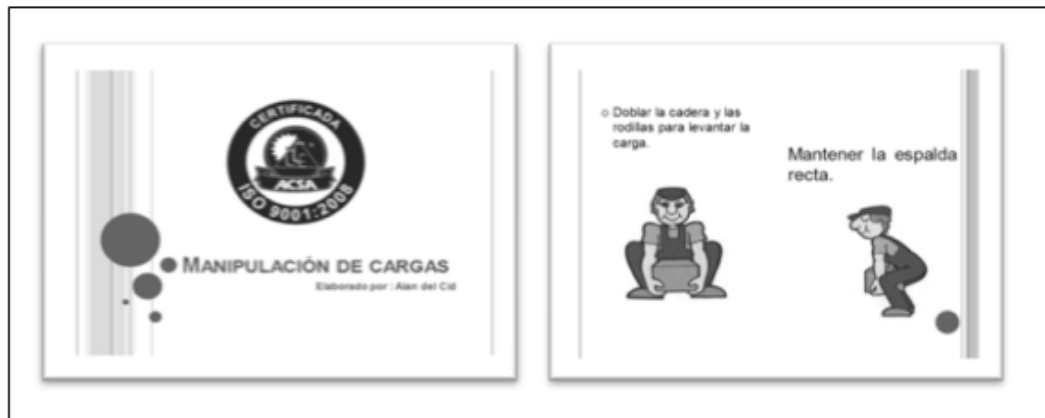 CERTIFICADA
ACSA
ISO 9001:2008
MANIPULACIÓN DE CARGAS
Elaborado por : Alan del Cid
o Doblar la cadera y las
rodillas para levantar la
carga.
Mantener la espalda
recta.